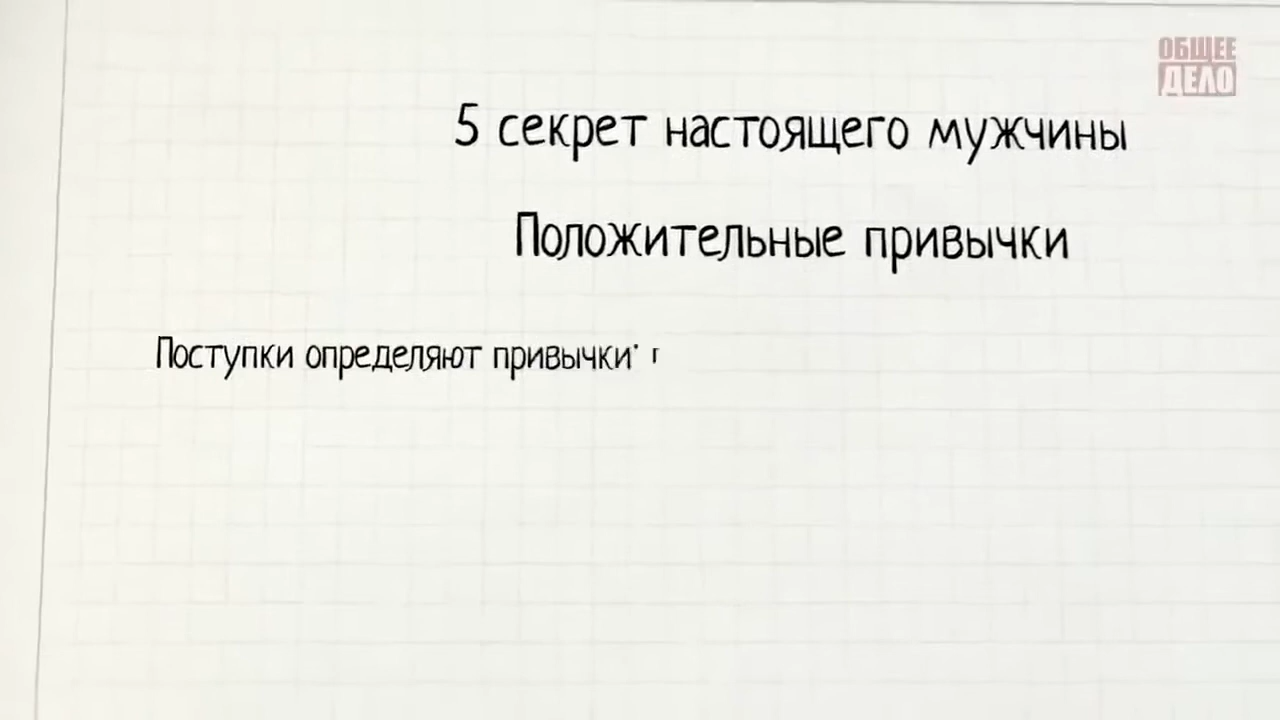 ОБЩЕЕ
ДЕЛО
5 секрет настоящего мужчины
Положительные привычки
Поступки определяют привычки